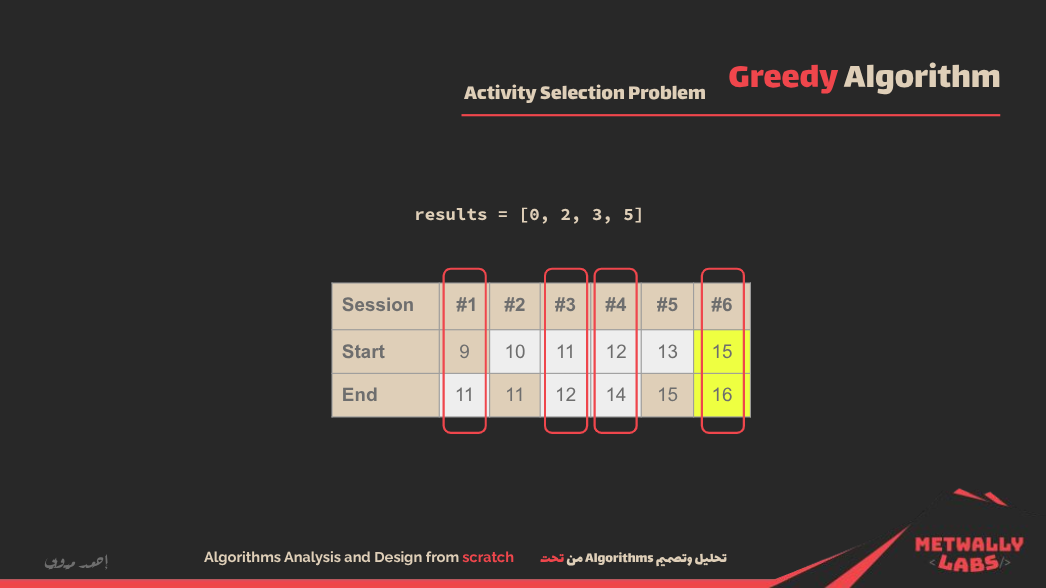 Activity Selection Problem Greedy Algorithm
results = [0, 2, 3, 5]
Session #1 #2 #3 #4 #5 #6
Start 9 10 11 12 13 15
End 11 11 12 14 15 16
Algorithms Analysis and Design from scratch تحليل وتصميم Algorithms من تحت
METWALLY
<LABS/>